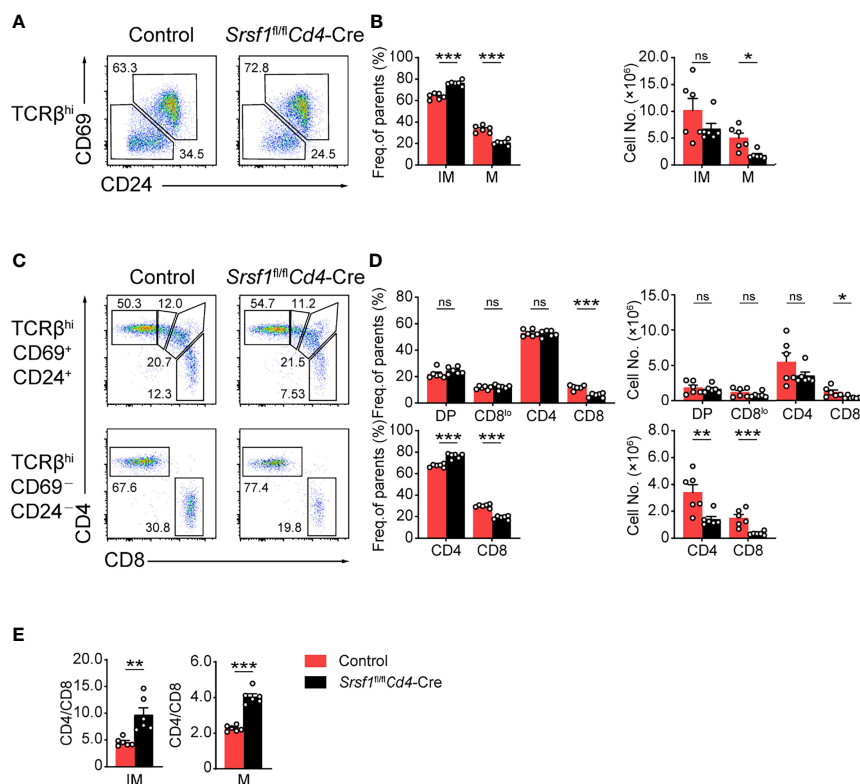 A
Control
Srsf1fl/flCd4-Cre
TCRβhi
CD69
63.3
34.5
72.8
24.5
CD24
B
Freq.of parents (%)
100
80
60
40
20
0
***
***
IM
M
Cell No. (×10⁶)
20.0
15.0
10.0
5.0
0
ns
*
IM
M
C
Control
Srsf1fl/flCd4-Cre
TCRβhi
CD69⁺
CD24⁺
50.3
12.0
20.7
12.3
54.7
11.2
21.5
7.53
TCRβhi
CD69⁻
CD24⁻
CD4
67.6
30.8
77.4
19.8
CD8
D
Freq.of parents (%)
80
60
40
20
0
ns
ns
ns
***
DP
CD8lo
CD4
CD8
Cell No. (×10⁶)
15.0
10.0
5.0
0
ns
ns
ns
*
DP
CD8lo
CD4
CD8
Freq.of parents (%)
100
80
60
40
20
0
***
***
CD4
CD8
Cell No. (×10⁶)
8.0
6.0
4.0
2.0
0
**
***
CD4
CD8
E
CD4/CD8
20.0
15.0
10.0
5.0
0
**
IM
CD4/CD8
6.0
4.0
2.0
0
***
M
Control
Srsf1fl/flCd4-Cre